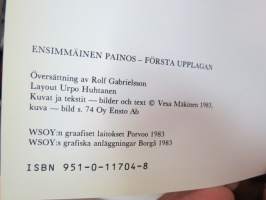 ENSIMMÄINEN PAINOS – FÖRSTA UPPLAGAN
Översättning av Rolf Gabrielsson
Layout Urpo Huhtanen
Kuvat ja tekstit — bilder och text © Vesa Mäkinen 1983,
kuva — bild s. 74 Oy Ensto Ab
WSOY:n graafiset laitokset Porvoo 1983
WSOY:s grafiska anläggningar Borgå 1983
ISBN 951-0-11704-8